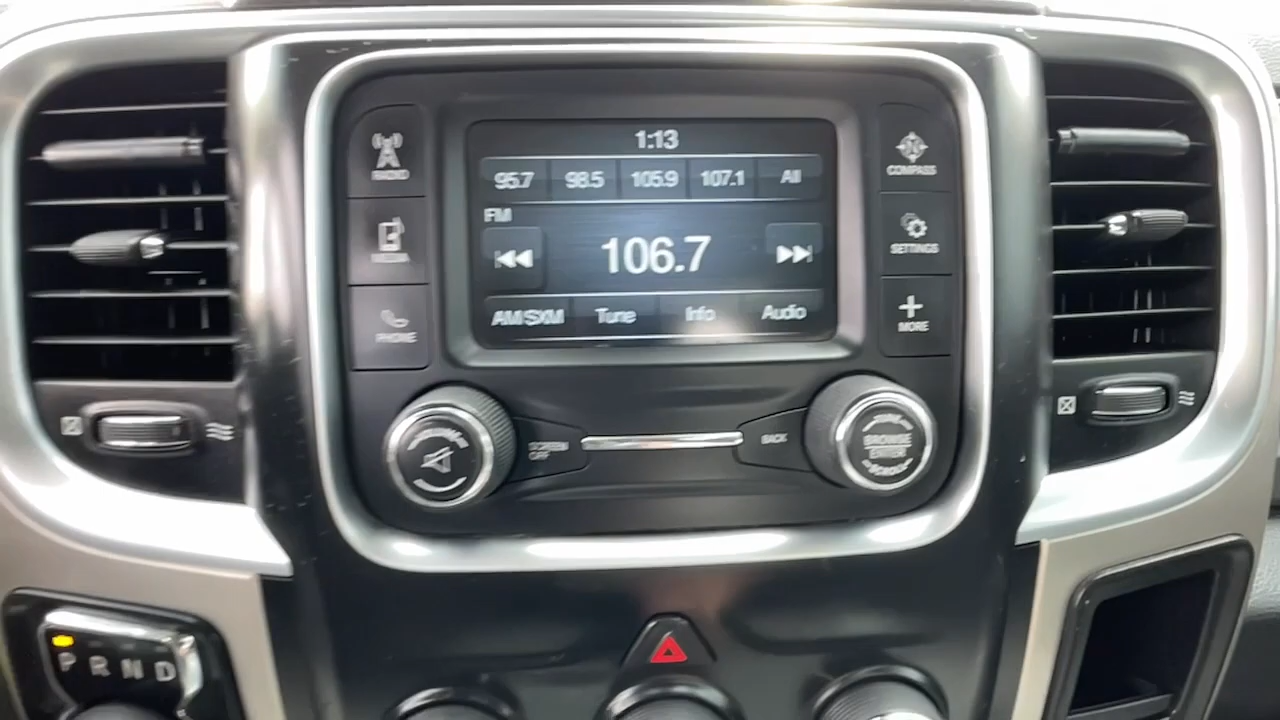 1:13
95.7 98.5 105.9 107.1 All
FM
106.7
AM/SXM Tune Info Audio
RADIO
MEDIA
PHONE
COMPASS
SETTINGS
MORE
SCREEN
OFF
BACK
BROWSE
ENTER
SCROLL
P R N D